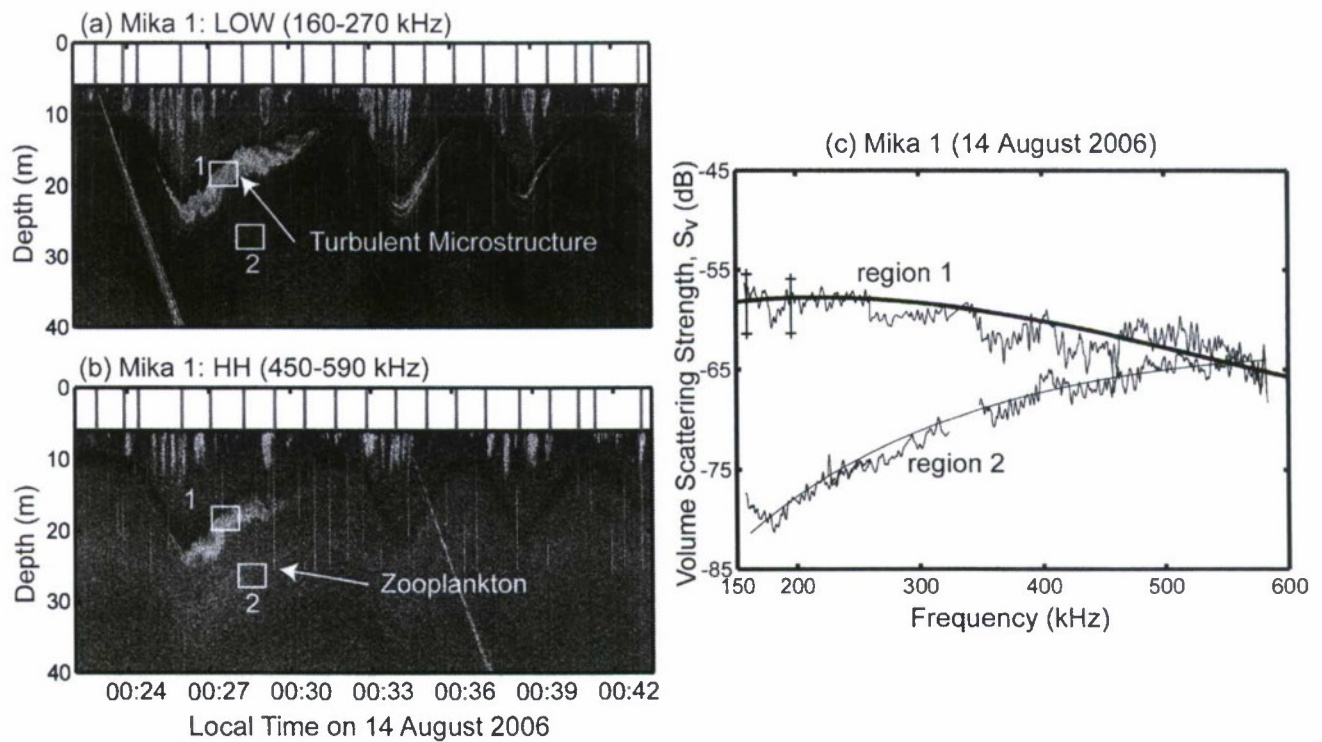 (a) Mika 1: LOW (160-270 kHz)
0
10
20
30
40
Depth (m)
1
2
Turbulent Microstructure
(b) Mika 1: HH (450-590 kHz)
0
10
20
30
40
Depth (m)
1
2
Zooplankton
00:24 00:27 00:30 00:33 00:36 00:39 00:42
Local Time on 14 August 2006
(c) Mika 1 (14 August 2006)
-45
-55
-65
-75
-85
Volume Scattering Strength, Sv (dB)
region 1
region 2
150 200 300 400 500 600
Frequency (kHz)